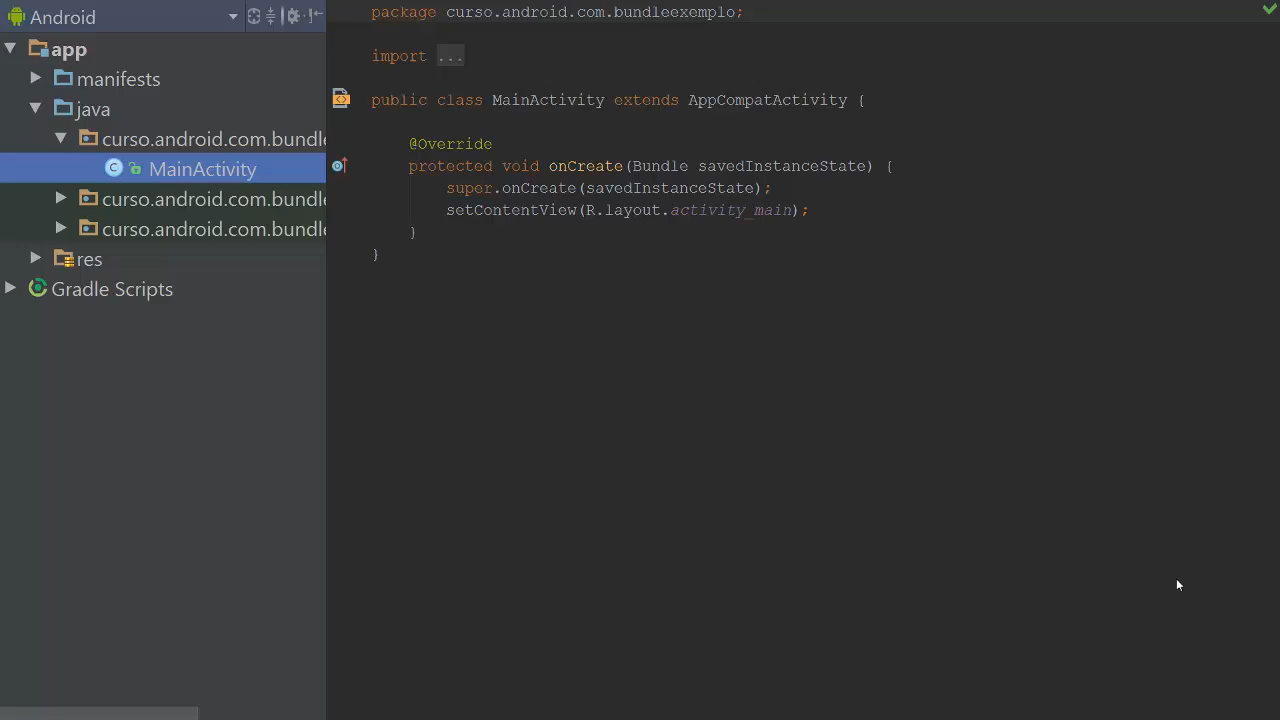 Android
app
manifests
java
curso.android.com.bundle
MainActivity
curso.android.com.bundle
curso.android.com.bundle
res
Gradle Scripts
package curso.android.com.bundleexemplo;
import ...
public class MainActivity extends AppCompatActivity {
@Override
protected void onCreate(Bundle savedInstanceState) {
super.onCreate(savedInstanceState);
setContentView(R.layout.activity_main);
}
}